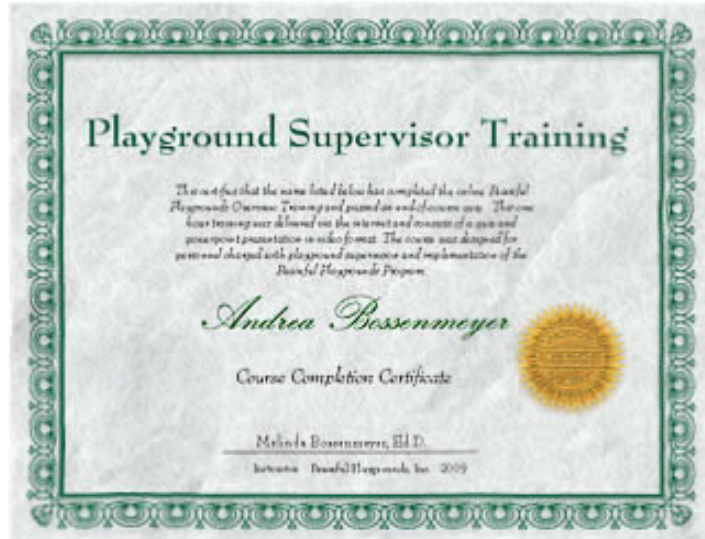 Playground Supervisor Training
This certifies that the name listed below has completed the online Peaceful
Playgrounds Overview Training and passed an end of course quiz. This one
hour training was delivered via the internet and consists of a quiz and
powerpoint presentation in video format. The course was designed for
personnel charged with playground supervision and implementation of the
Peaceful Playgrounds Program.
Andrea Bossenmeyer
Course Completion Certificate
Melinda Bossenmeyer, Ed.D.
Instructor Peaceful Playgrounds, Inc. 2009